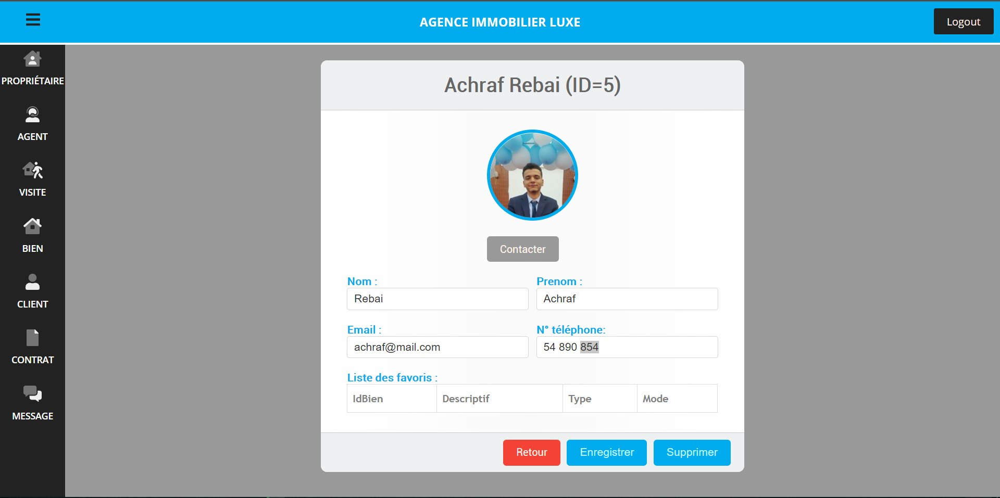 AGENCE IMMOBILIER LUXE
Logout
PROPRIÉTAIRE
AGENT
VISITE
BIEN
CLIENT
CONTRAT
MESSAGE
Achraf Rebai (ID=5)
Contacter
Nom :
Prenom :
Rebai
Achraf
Email :
N° téléphone:
achraf@mail.com
54 890 854
Liste des favoris :
IdBien Descriptif Type Mode
Retour Enregistrer Supprimer